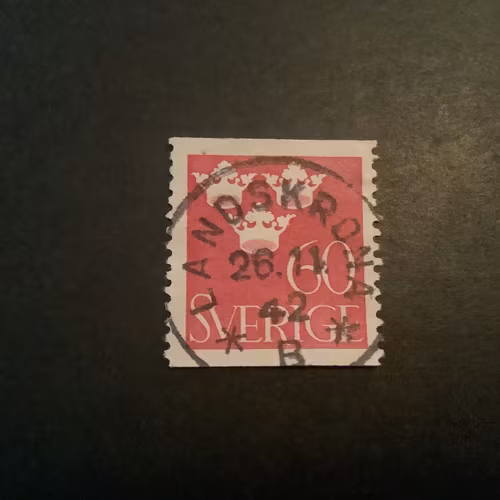 LANDSKRONA
26.11.
60
42
SVERIGE
* B *